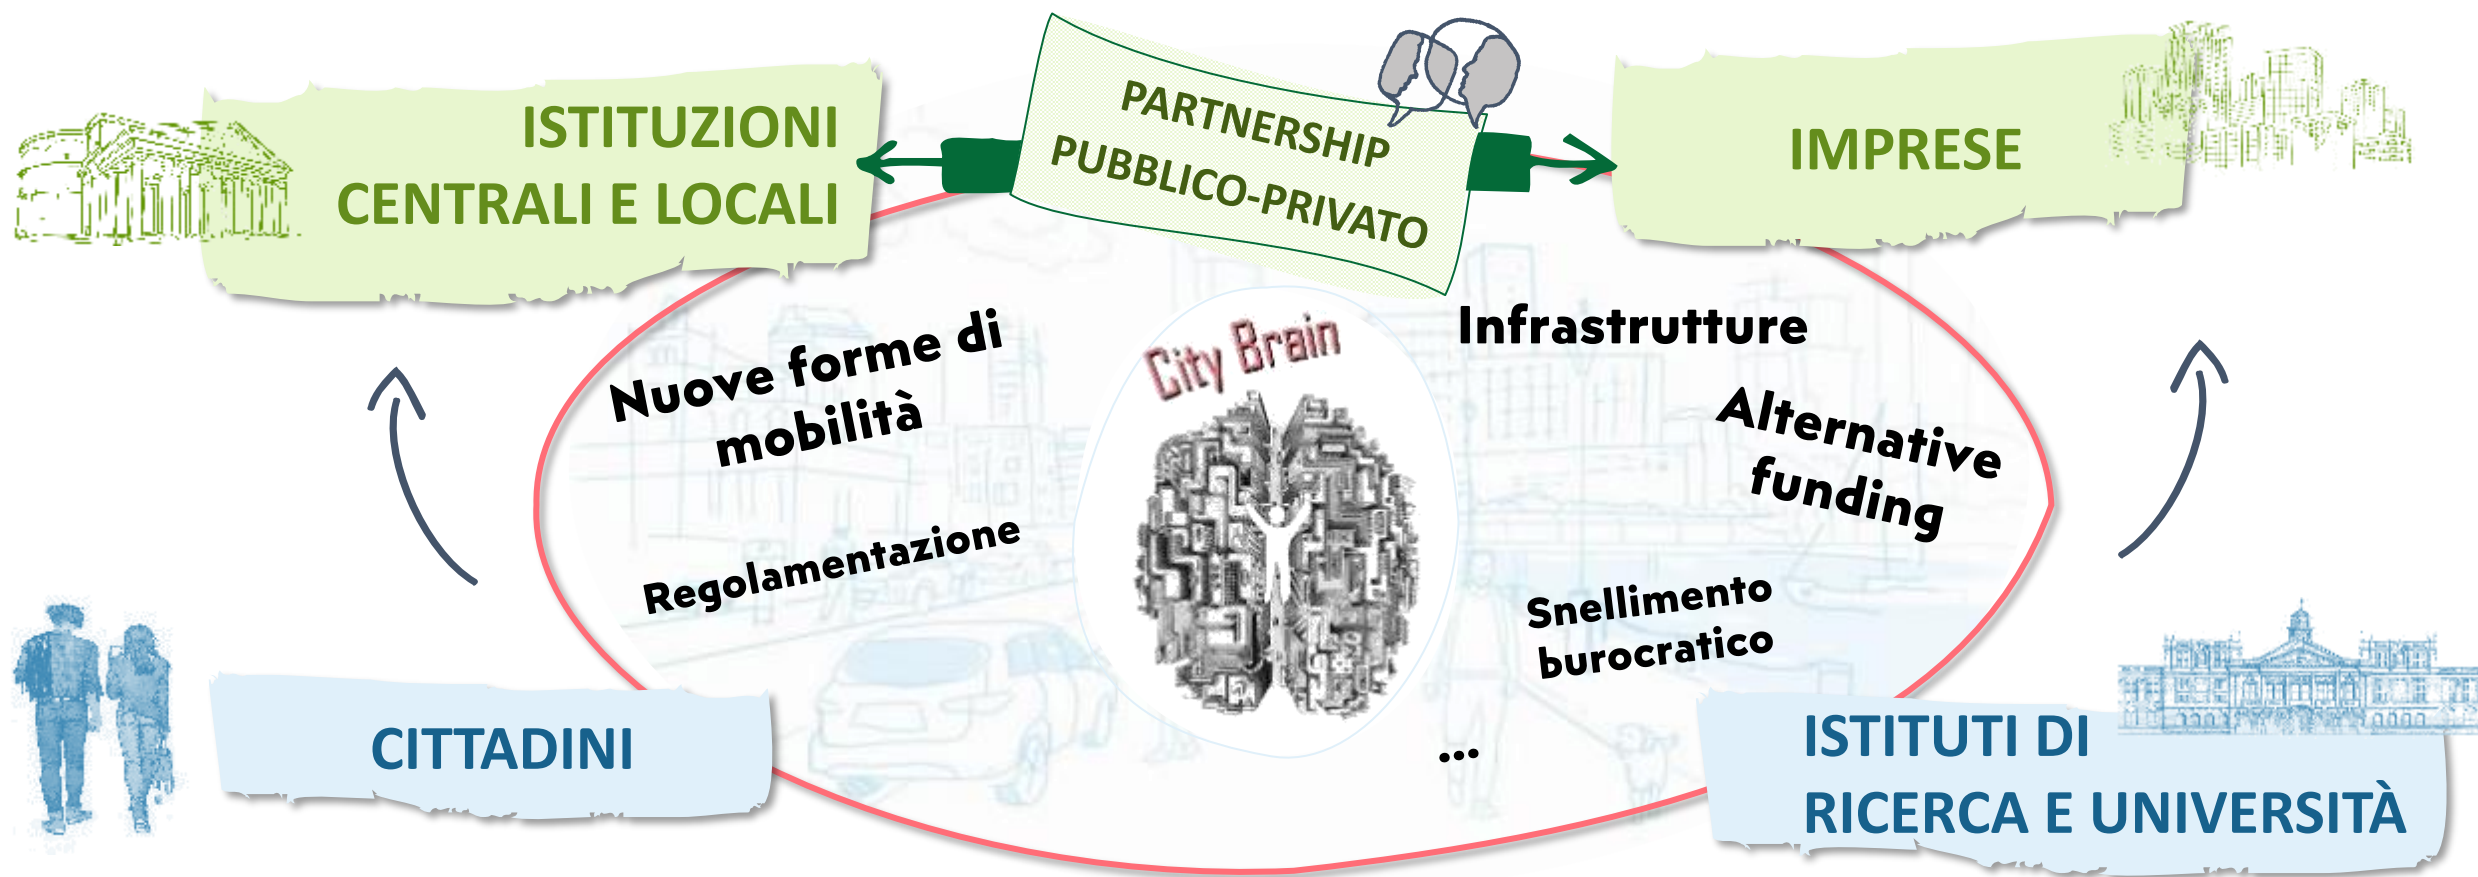 ISTITUZIONI
CENTRALI E LOCALI
PARTNERSHIP
PUBBLICO-PRIVATO
IMPRESE
Nuove forme di
mobilità
City Brain
Infrastrutture
Alternative
funding
Regolamentazione
Snellimento
burocratico
...
CITTADINI
ISTITUTI DI
RICERCA E UNIVERSITÀ